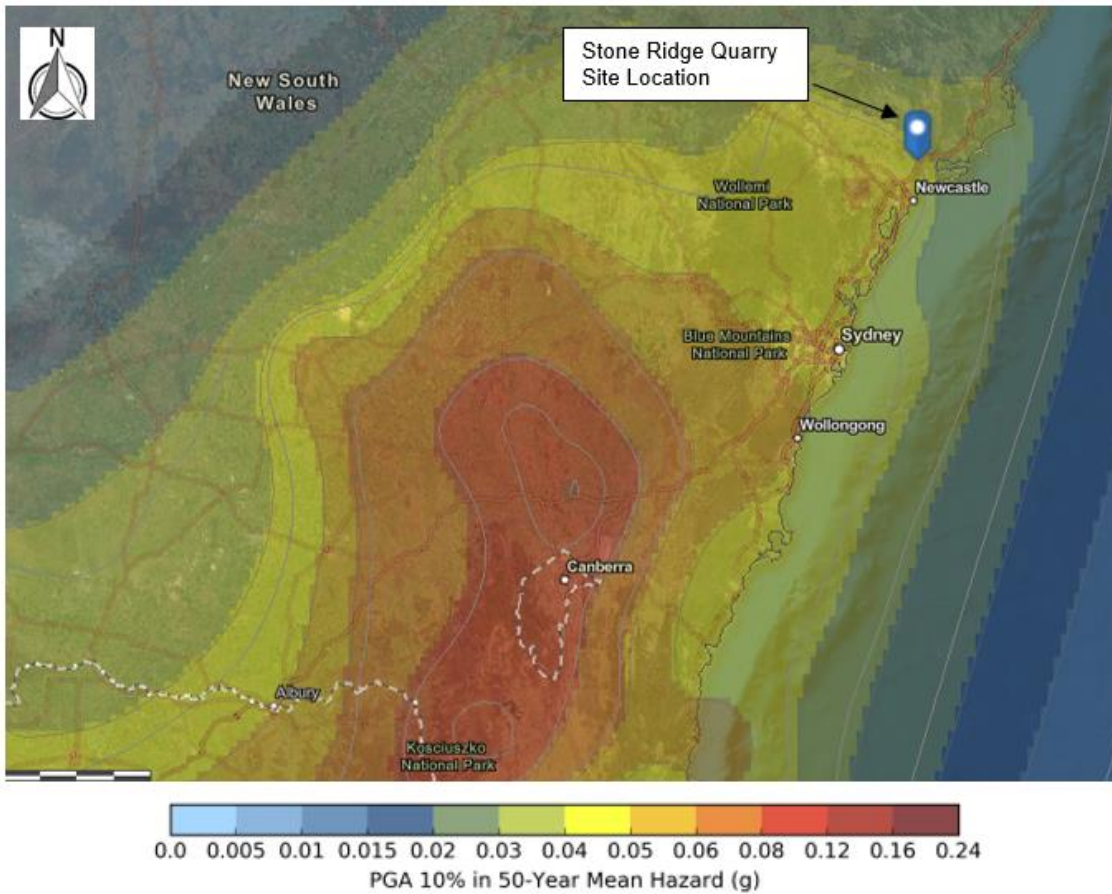 N
New South
Wales
Stone Ridge Quarry
Site Location
Wollemi
National Park
Newcastle
Blue Mountains
National Park
Sydney
Wollongong
Canberra
Albury
Kosciuszko
National Park
0.0 0.005 0.01 0.015 0.02 0.03 0.04 0.05 0.06 0.08 0.12 0.16 0.24
PGA 10% in 50-Year Mean Hazard (g)